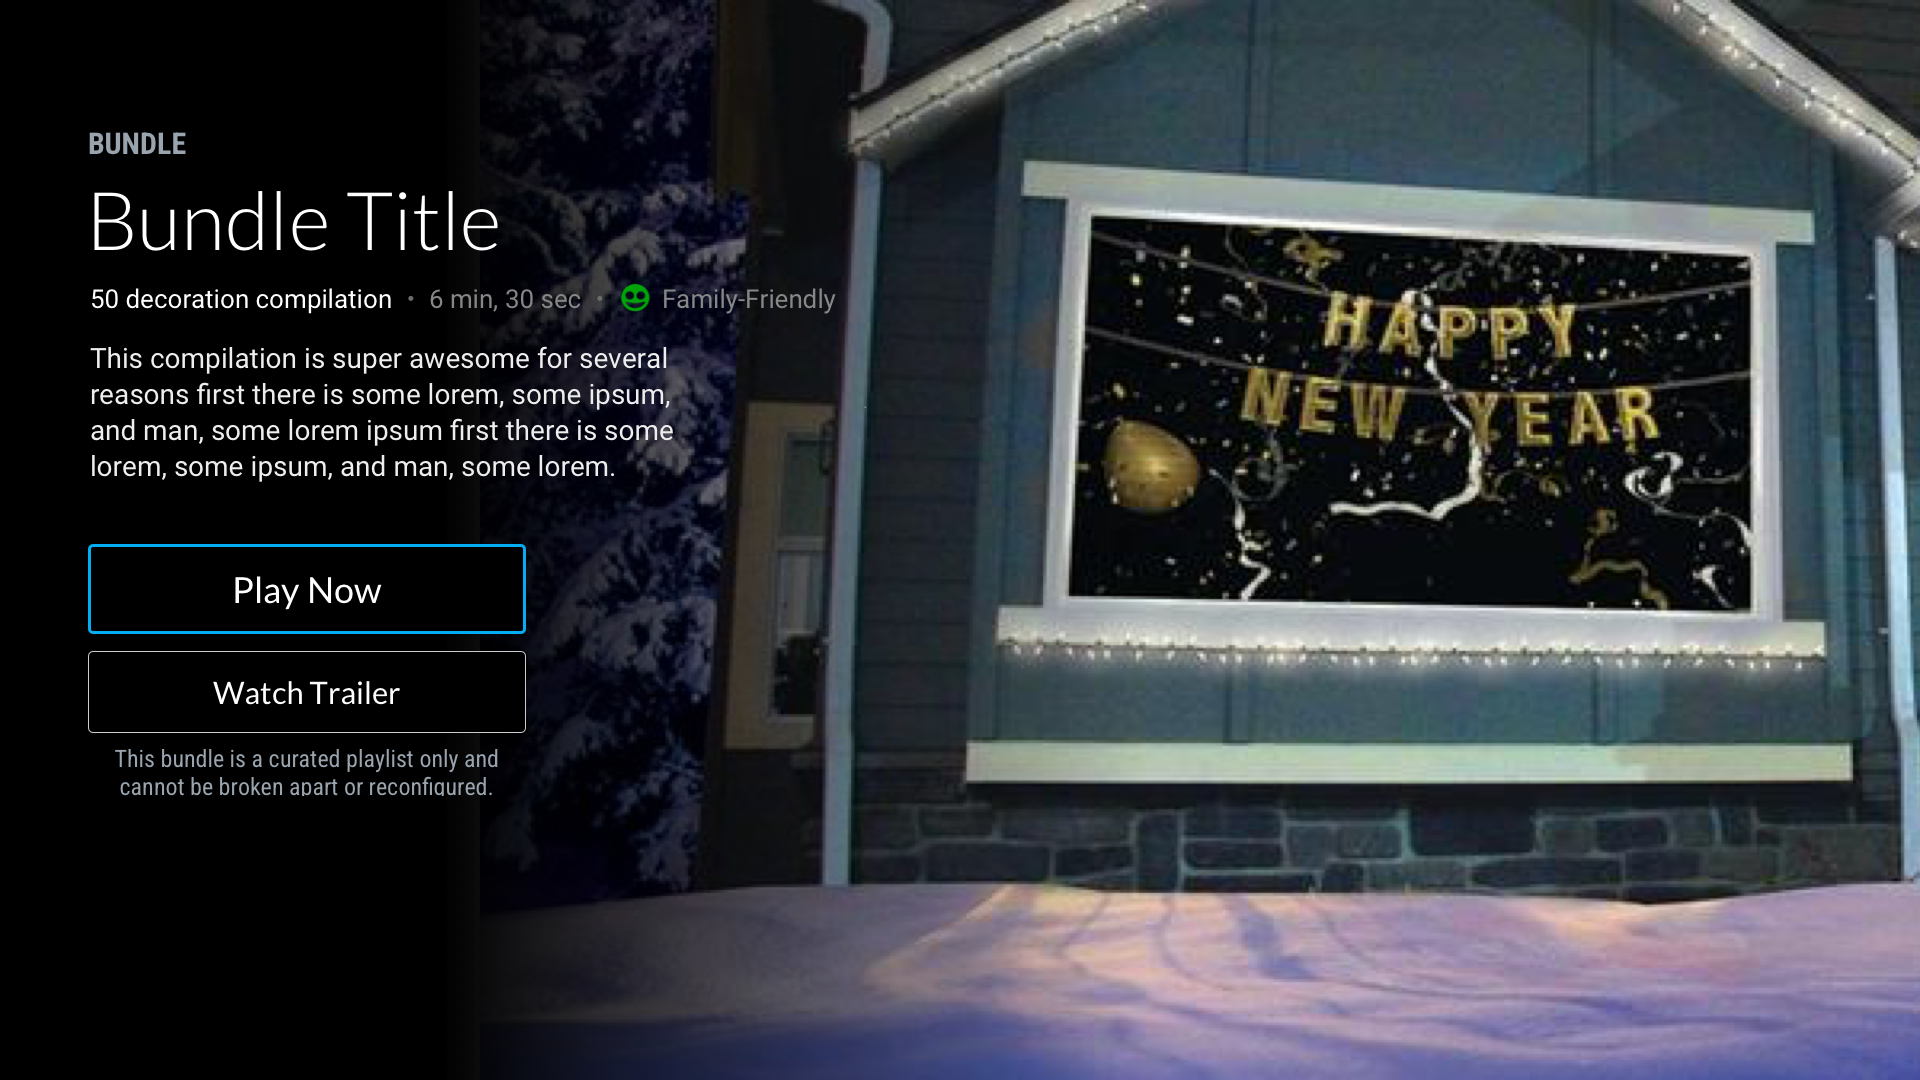 BUNDLE
Bundle Title
50 decoration compilation • 6 min, 30 sec • Family-Friendly
This compilation is super awesome for several
reasons first there is some lorem, some ipsum,
and man, some lorem ipsum first there is some
lorem, some ipsum, and man, some lorem.
Play Now
Watch Trailer
This bundle is a curated playlist only and
cannot be broken apart or reconfigured.
HAPPY
NEW YEAR